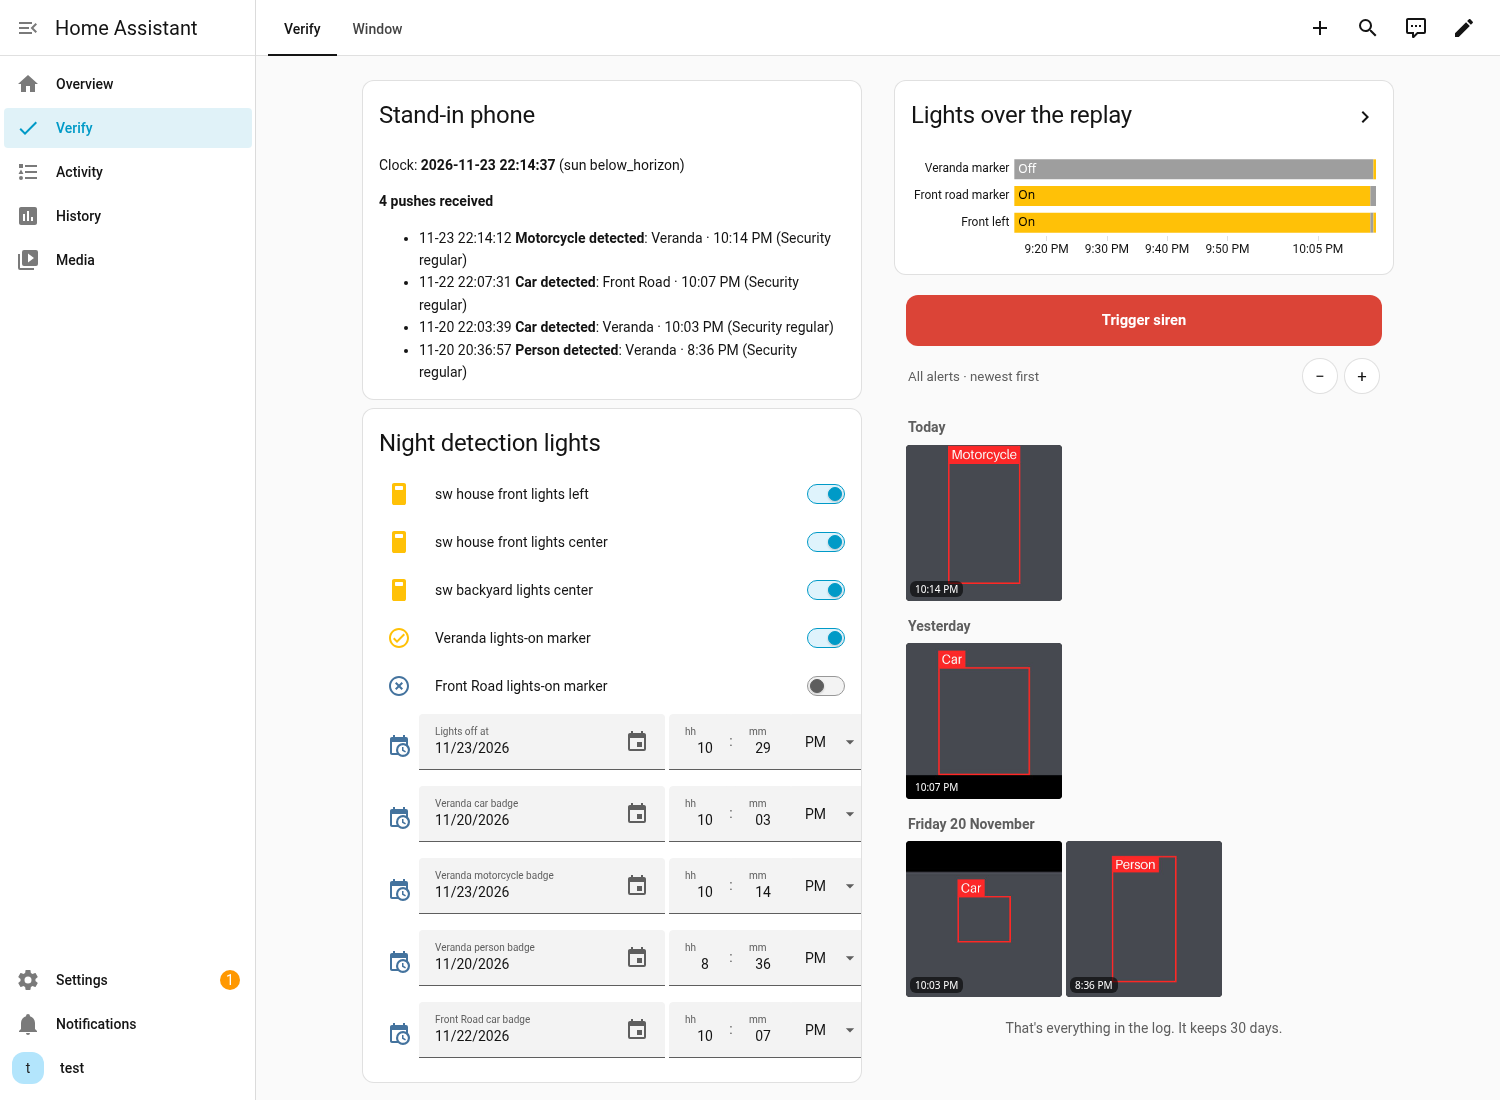 Home Assistant
Verify
Window
Overview
Verify
Activity
History
Media
Settings
1
Notifications
t
test
Stand-in phone
Clock: 2026-11-23 22:14:37 (sun below_horizon)
4 pushes received
• 11-23 22:14:12 Motorcycle detected: Veranda · 10:14 PM (Security
regular)
• 11-22 22:07:31 Car detected: Front Road · 10:07 PM (Security
regular)
• 11-20 22:03:39 Car detected: Veranda · 10:03 PM (Security regular)
• 11-20 20:36:57 Person detected: Veranda · 8:36 PM (Security
regular)
Night detection lights
sw house front lights left
sw house front lights center
sw backyard lights center
Veranda lights-on marker
Front Road lights-on marker
Lights off at
11/23/2026
hh
10
:
mm
29
PM
Veranda car badge
11/20/2026
hh
10
:
mm
03
PM
Veranda motorcycle badge
11/23/2026
hh
10
:
mm
14
PM
Veranda person badge
11/20/2026
hh
8
:
mm
36
PM
Front Road car badge
11/22/2026
hh
10
:
mm
07
PM
Lights over the replay
Veranda marker
Off
Front road marker
On
Front left
On
9:20 PM
9:30 PM
9:40 PM
9:50 PM
10:05 PM
Trigger siren
All alerts · newest first
−
+
Today
Motorcycle
10:14 PM
Yesterday
Car
10:07 PM
Friday 20 November
Car
10:03 PM
Person
8:36 PM
That's everything in the log. It keeps 30 days.